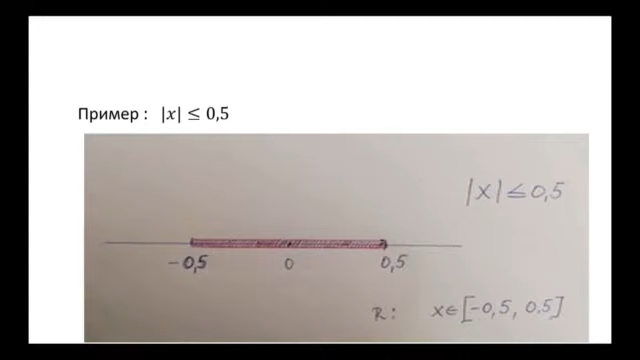 Пример : |x| ≤ 0,5
|x| ≤ 0,5
-0,5 0 0,5
R: x ∈ [-0,5, 0.5]